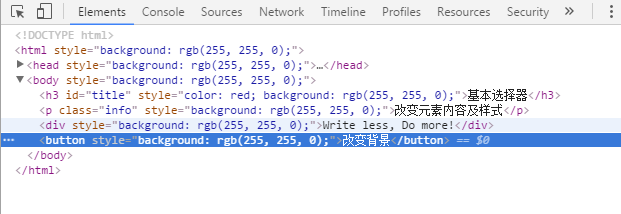 Elements Console Sources Network Timeline Profiles Resources Security »
<!DOCTYPE html>
<html style="background: rgb(255, 255, 0);">
▶<head style="background: rgb(255, 255, 0);">…</head>
▼<body style="background: rgb(255, 255, 0);">
<h3 id="title" style="color: red; background: rgb(255, 255, 0);">基本选择器</h3>
<p class="info" style="background: rgb(255, 255, 0);">改变元素内容及样式</p>
<div style="background: rgb(255, 255, 0);">Write less, Do more!</div>
… <button style="background: rgb(255, 255, 0);">改变背景</button> == $0
</body>
</html>